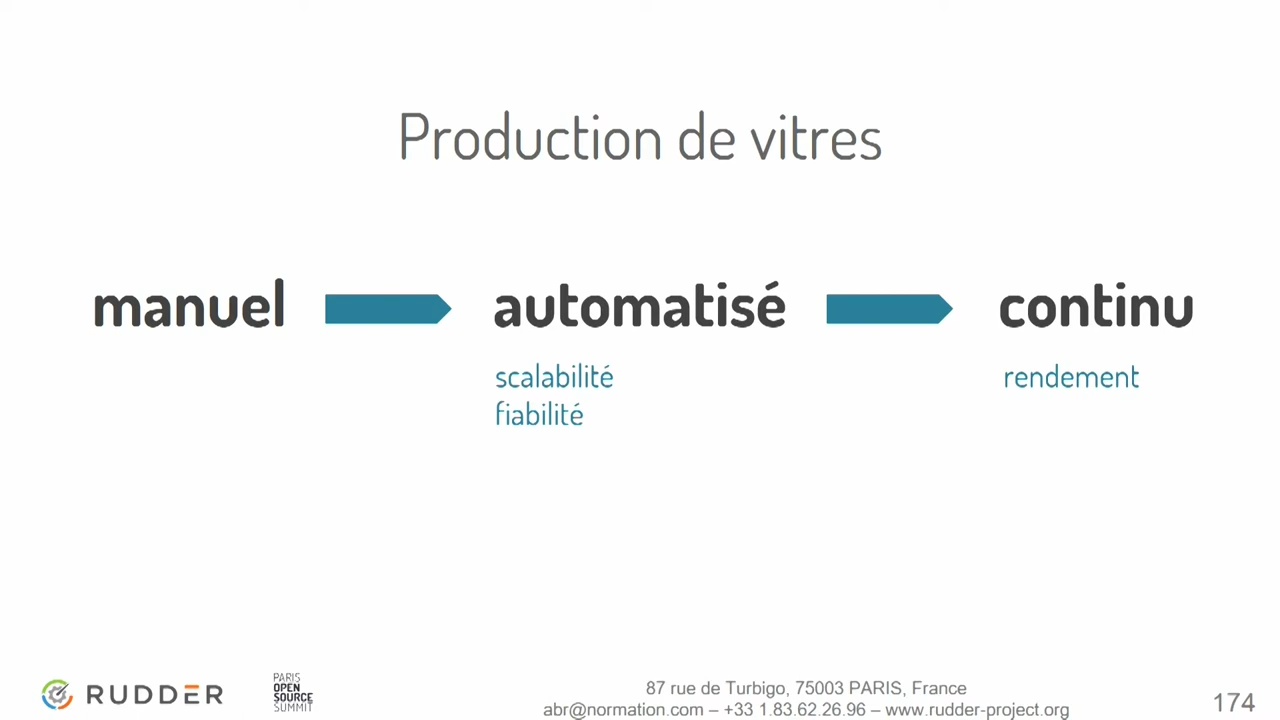 Production de vitres
manuel
automatisé
continu
scalabilité
fiabilité
rendement
RUDDER
PARIS
OPEN
SOURCE
SUMMIT
87 rue de Turbigo, 75003 PARIS, France
abr@normation.com – +33 1.83.62.26.96 – www.rudder-project.org
174